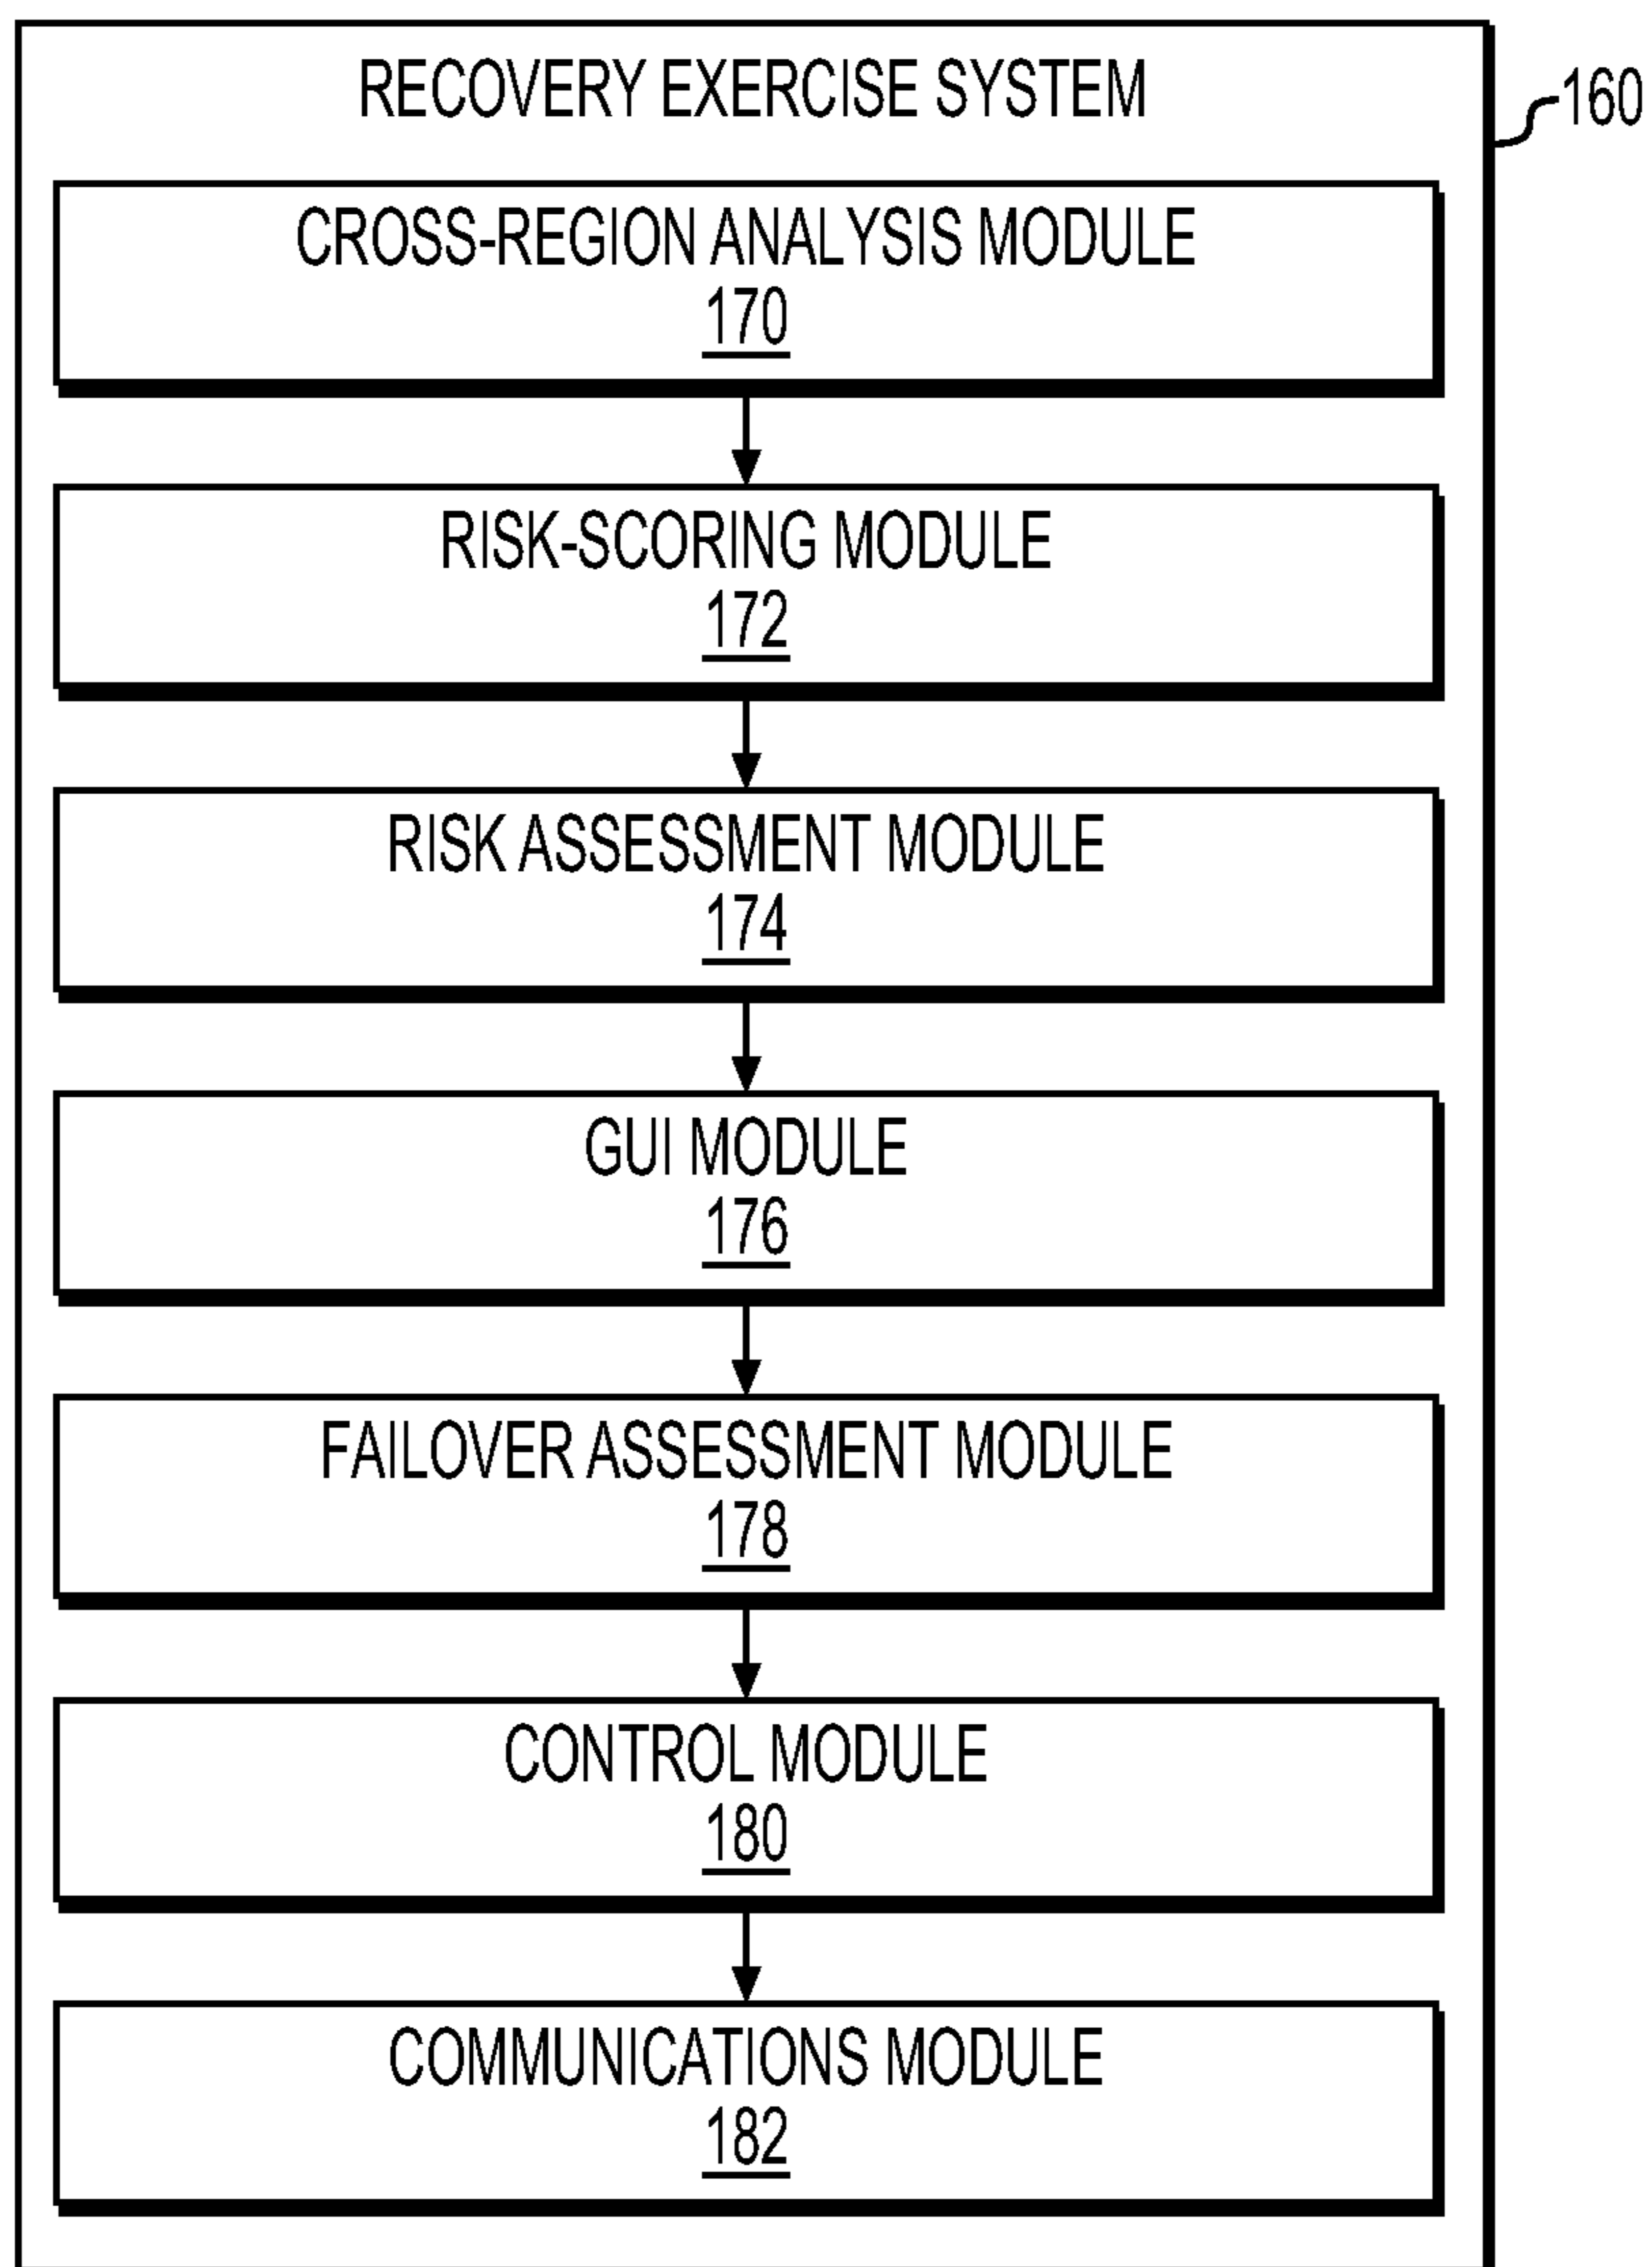 RECOVERY EXERCISE SYSTEM
160
CROSS-REGION ANALYSIS MODULE
170
RISK-SCORING MODULE
172
RISK ASSESSMENT MODULE
174
GUI MODULE
176
FAILOVER ASSESSMENT MODULE
178
CONTROL MODULE
180
COMMUNICATIONS MODULE
182